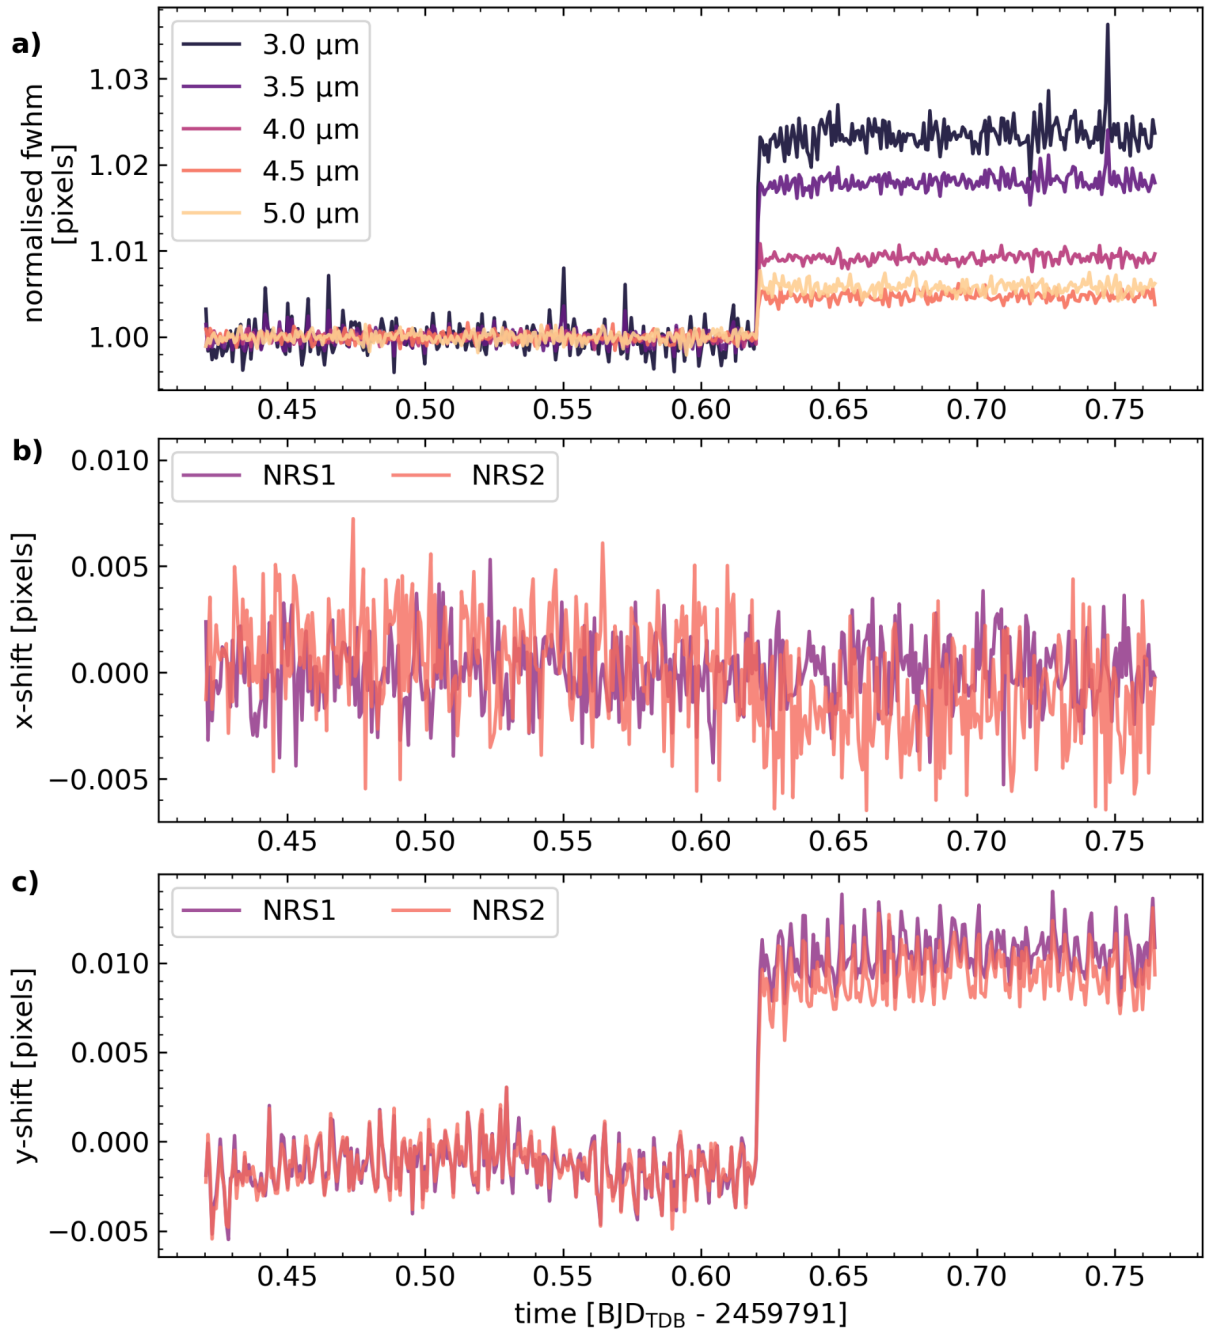 a)
normalised fwhm
[pixels]
3.0 μm
3.5 μm
4.0 μm
4.5 μm
5.0 μm
1.03
1.02
1.01
1.00
0.45 0.50 0.55 0.60 0.65 0.70 0.75
b)
x-shift [pixels]
NRS1 NRS2
0.010
0.005
0.000
−0.005
0.45 0.50 0.55 0.60 0.65 0.70 0.75
c)
y-shift [pixels]
NRS1 NRS2
0.010
0.005
0.000
−0.005
0.45 0.50 0.55 0.60 0.65 0.70 0.75
time [BJD_TDB - 2459791]